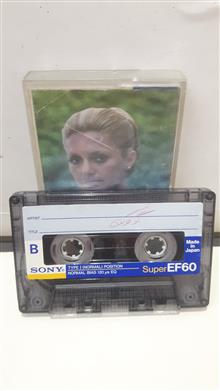 ARTIST
TITLE
B
Made in
Japan
SONY
TYPE I (NORMAL) POSITION
NORMAL BIAS 120 µs EQ
Super EF60